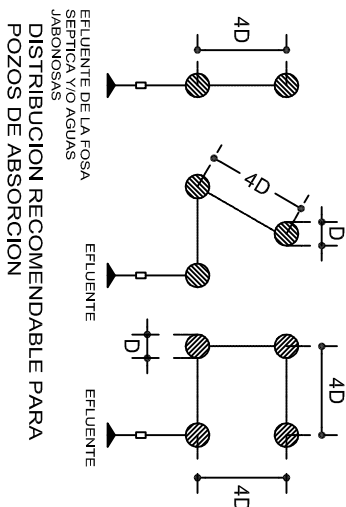 4D
4D
D
4D
4D
D
EFLUENTE DE LA FOSA
SEPTICA Y/O AGUAS
JABONOSAS
EFLUENTE
EFLUENTE
DISTRIBUCION RECOMENDABLE PARA
POZOS DE ABSORCION